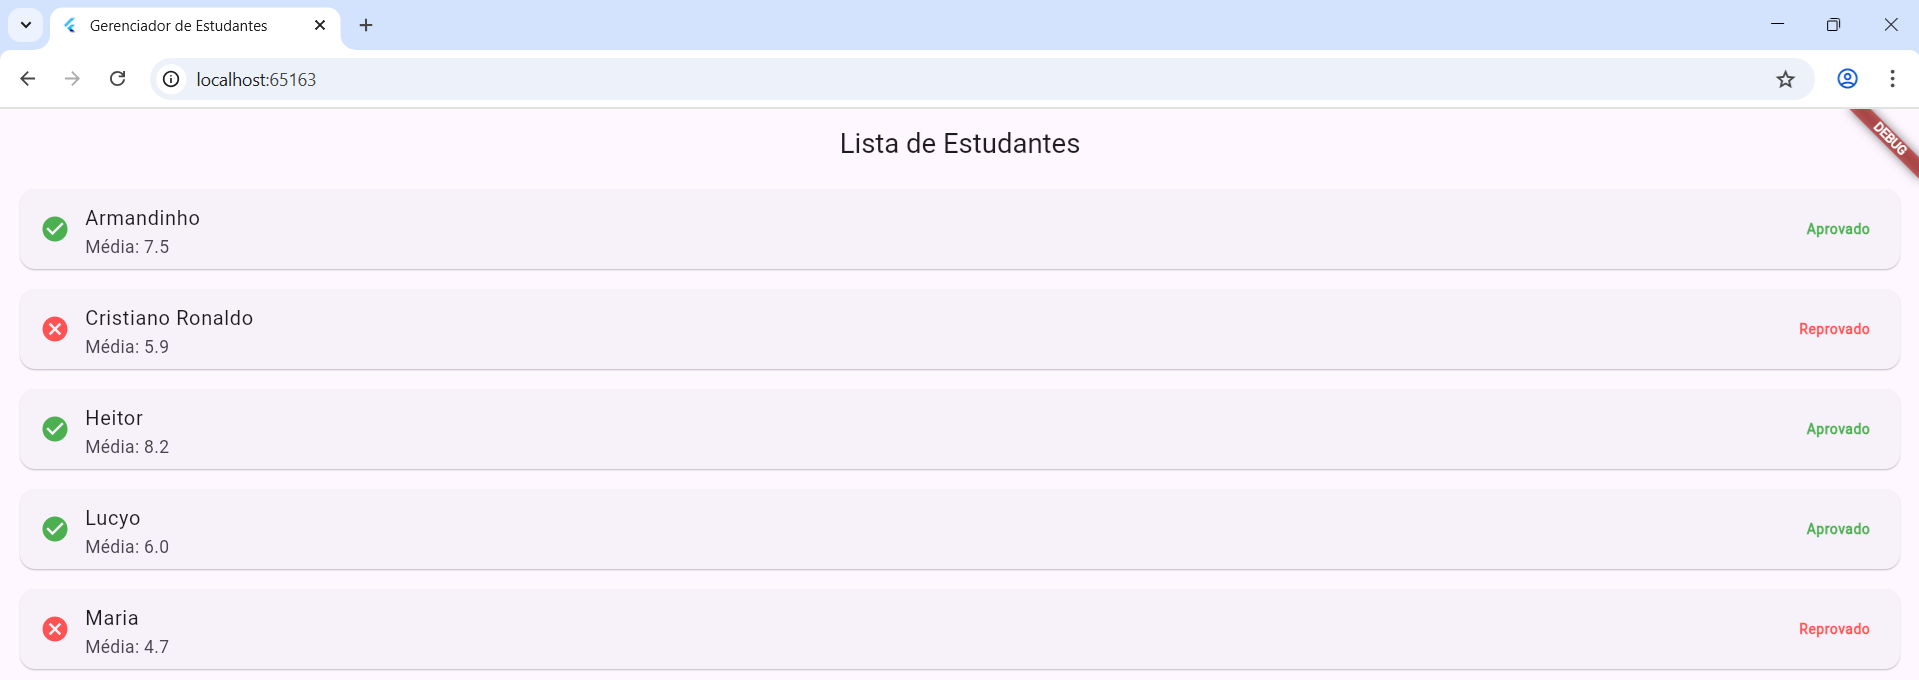 Gerenciador de Estudantes
localhost:65163
DEBUG
Lista de Estudantes
Armandinho
Média: 7.5
Aprovado
Cristiano Ronaldo
Média: 5.9
Reprovado
Heitor
Média: 8.2
Aprovado
Lucyo
Média: 6.0
Aprovado
Maria
Média: 4.7
Reprovado